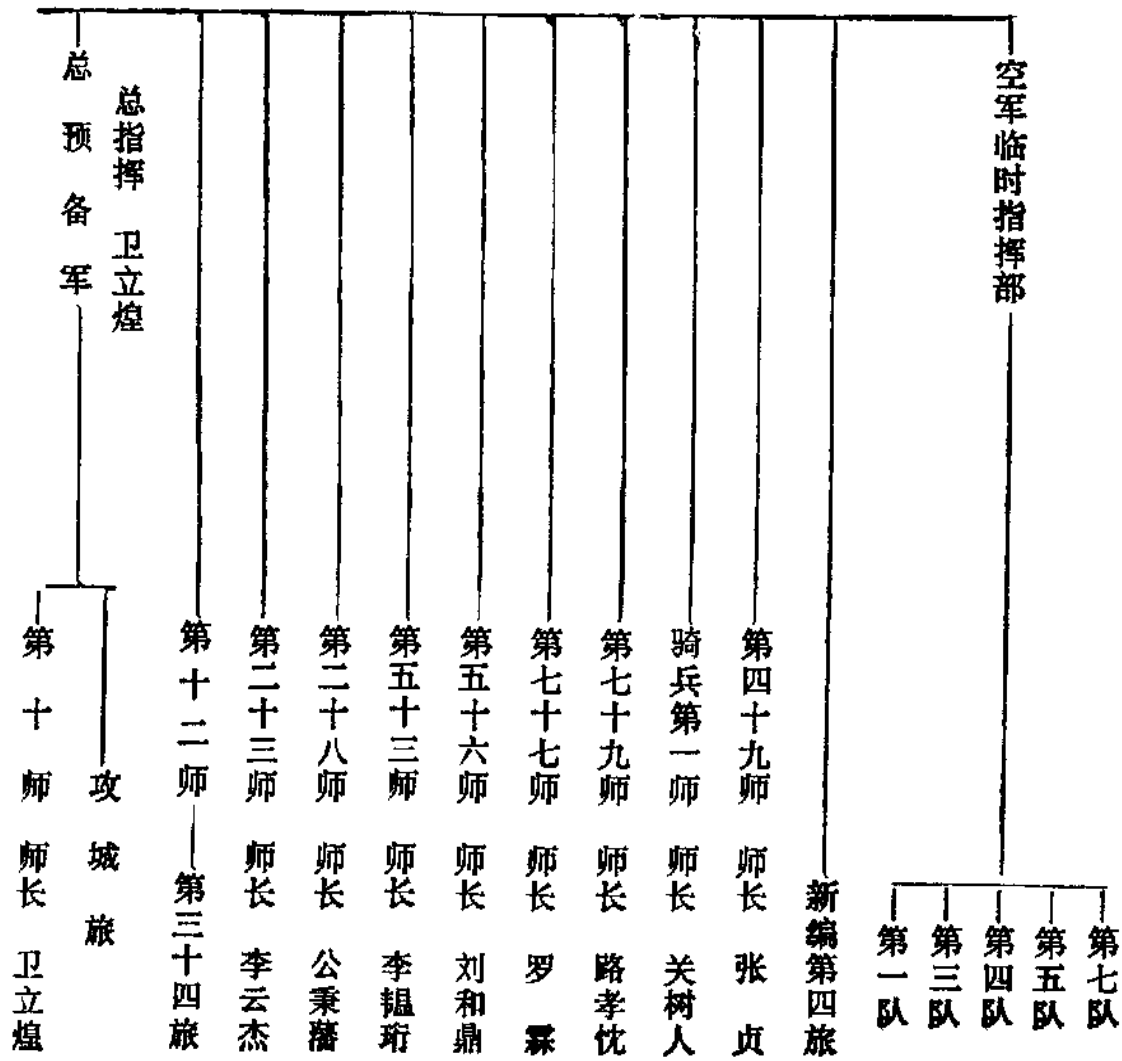 总预备军
总指挥 卫立煌
第十师 师长 卫立煌
攻城旅
第十二师
第三十四旅
第二十三师 师长 李云杰
第二十八师 师长 公秉藩
第五十三师 师长 李韫珩
第五十六师 师长 刘和鼎
第七十七师 师长 罗霖
第七十九师 师长 路孝忱
骑兵第一师 师长 关树人
第四十九师 师长 张贞
新编第四旅
空军临时指挥部
第一队
第三队
第四队
第五队
第七队